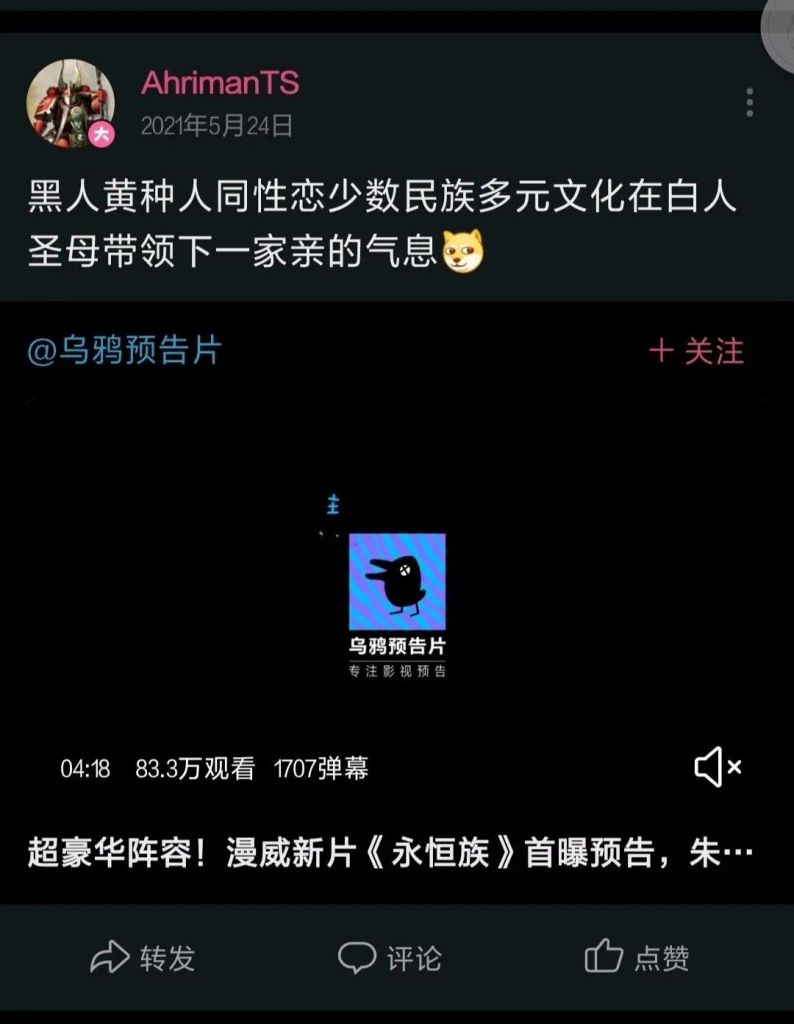 AhrimanTS
大
2021年5月24日
黑人黄种人同性恋少数民族多元文化在白人
圣母带领下一家亲的气息
@乌鸦预告片
+ 关注
主
乌鸦预告片
专注影视预告
04:18 83.3万观看 1707弹幕
超豪华阵容！漫威新片《永恒族》首曝预告，朱…
转发 评论 点赞